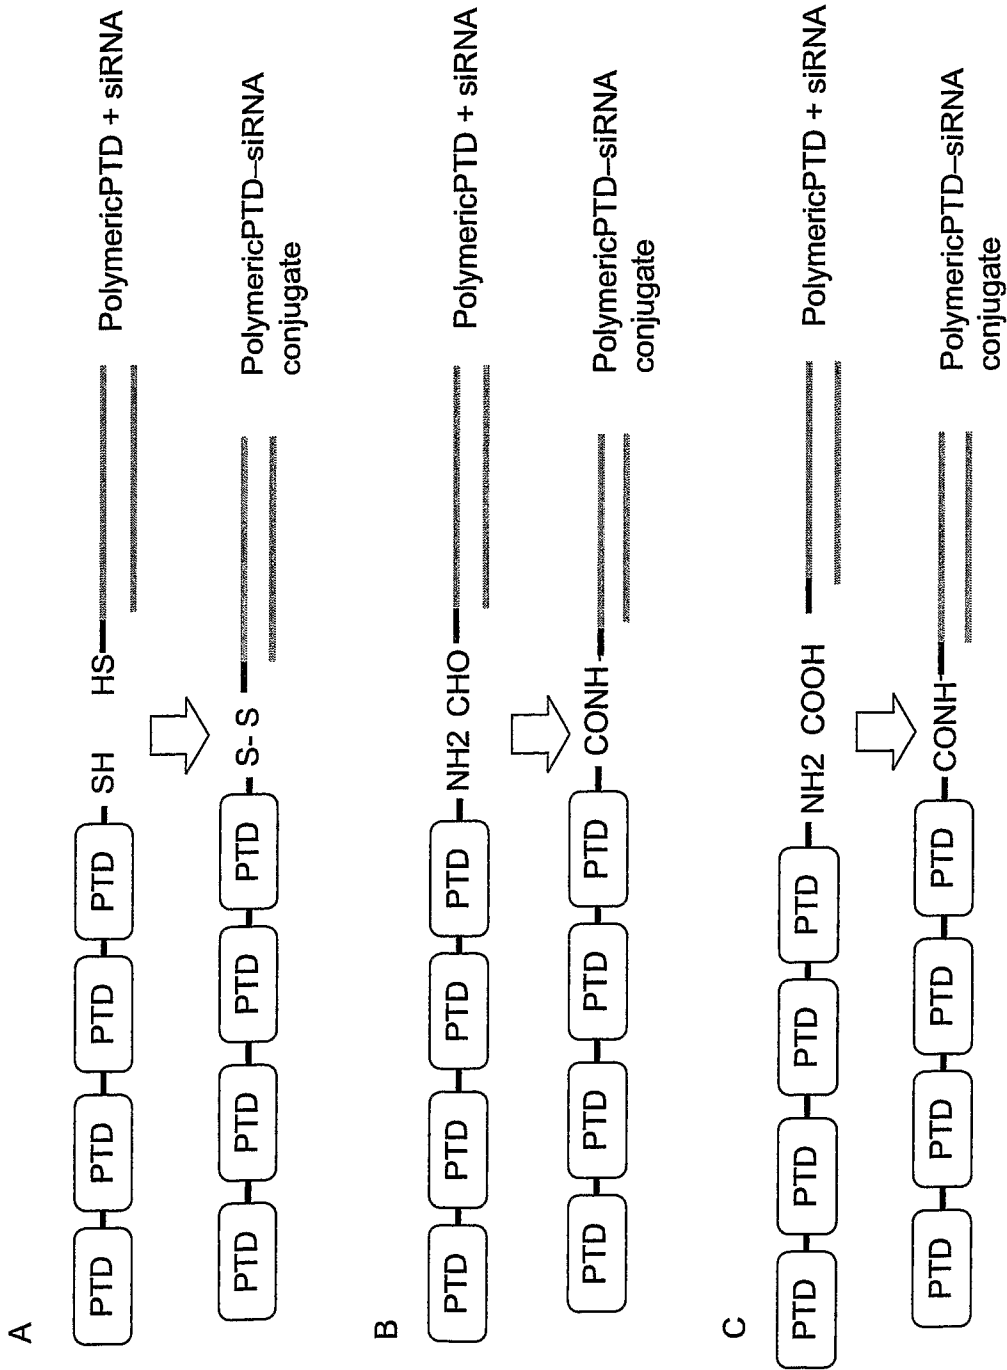 A
PTD PTD PTD PTD SH HS PolymericPTD + siRNA
PTD PTD PTD PTD S- S PolymericPTD–siRNA
conjugate
B
PTD PTD PTD PTD NH2 CHO PolymericPTD + siRNA
PTD PTD PTD PTD CONH PolymericPTD–siRNA
conjugate
C
PTD PTD PTD PTD NH2 COOH PolymericPTD + siRNA
PTD PTD PTD PTD CONH PolymericPTD–siRNA
conjugate